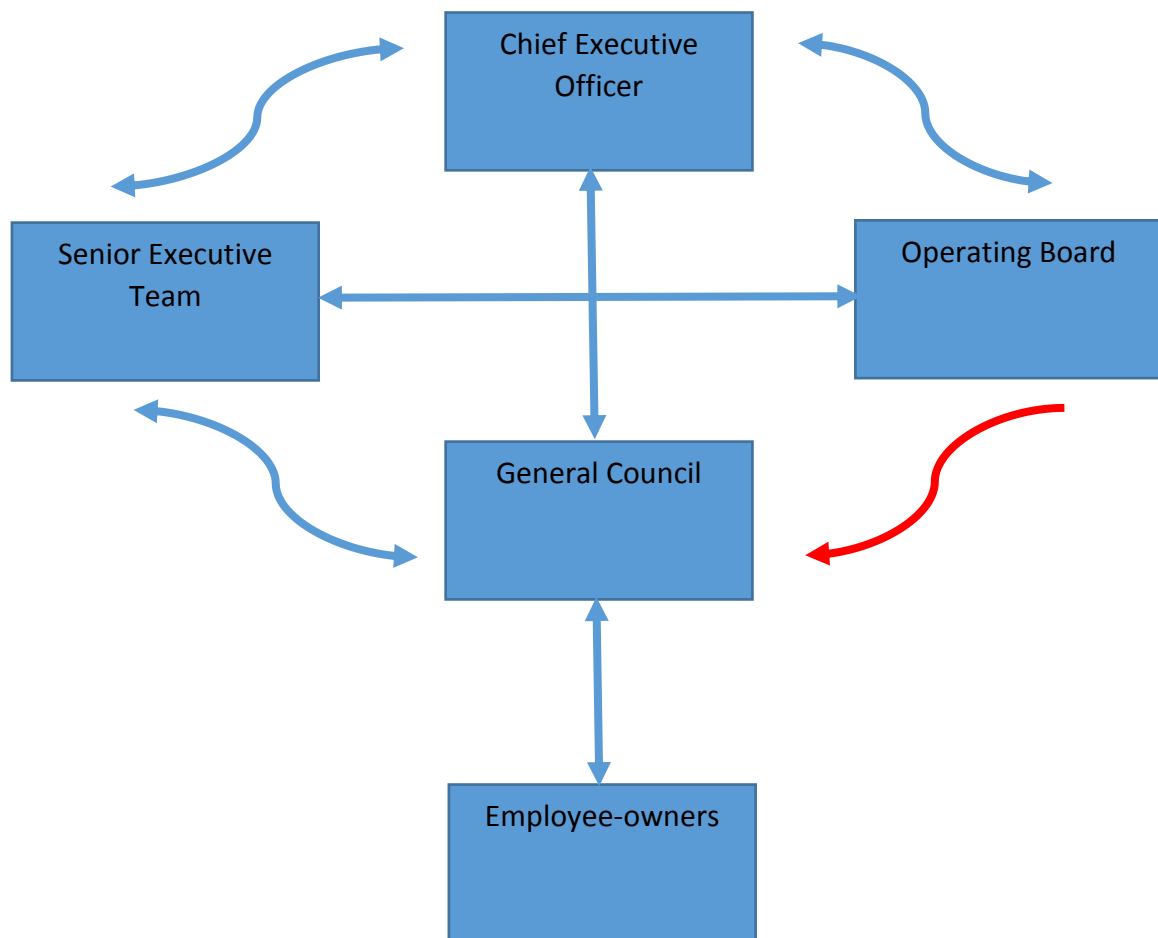 Chief Executive
Officer
Senior Executive
Team
Operating Board
General Council
Employee-owners